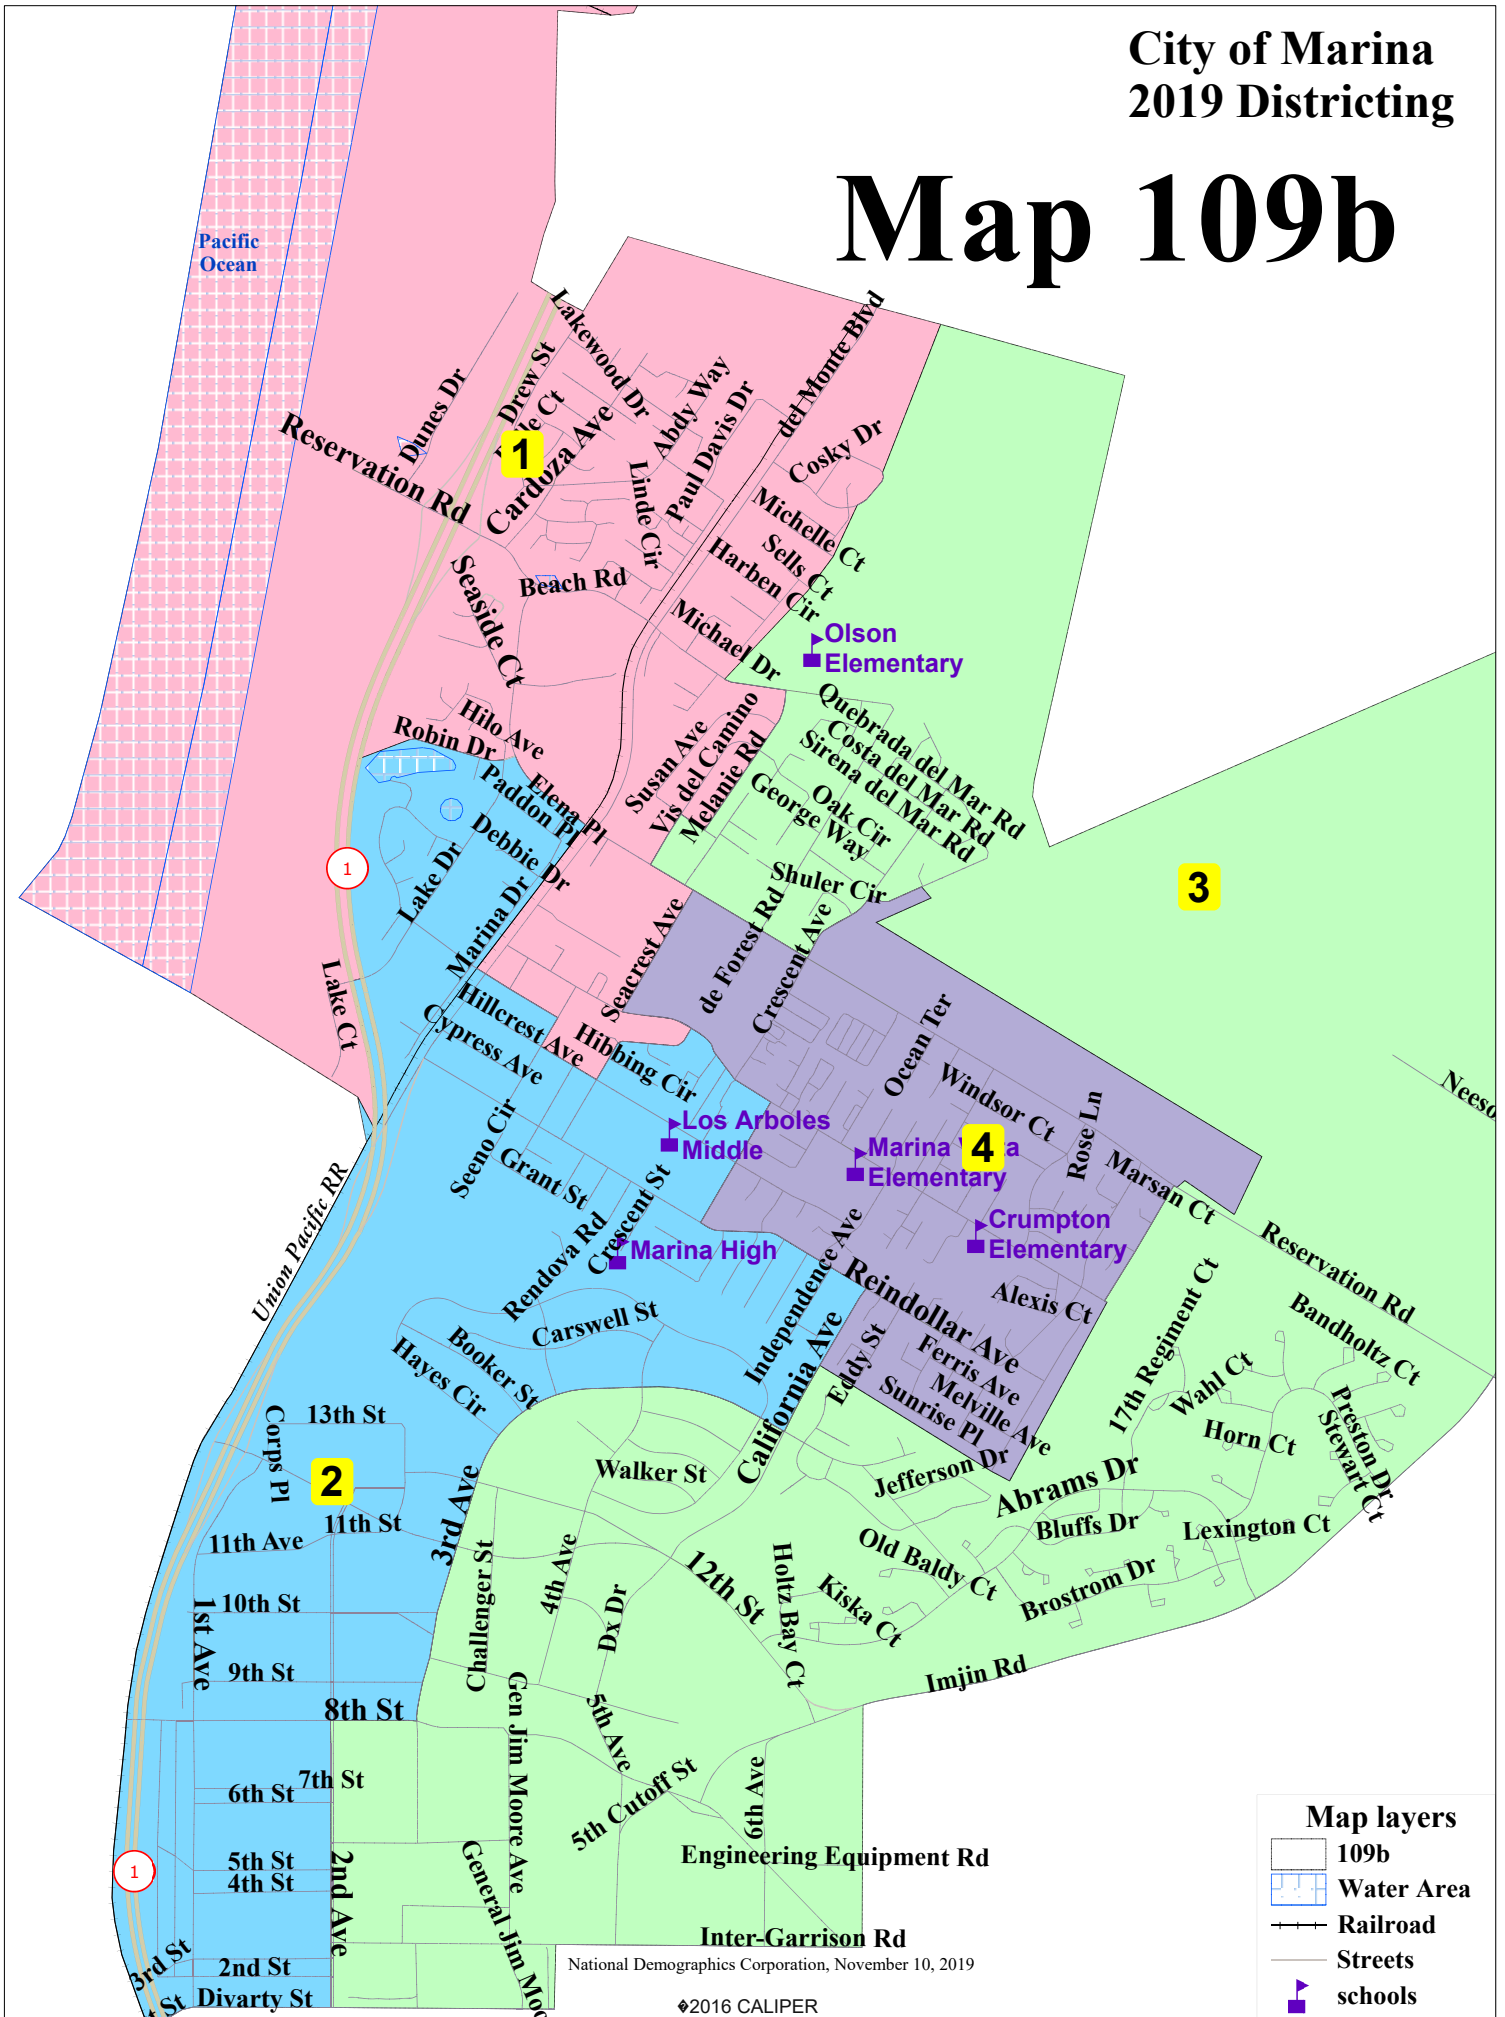 City of Marina
2019 Districting
Map 109b
Pacific
Ocean
Lakewood Dr
del Monte Blvd
Drew St
Abdy Way
Dunes Dr
Paul Davis Dr
Reservation Rd
1
Cardoza Ave
Cosky Dr
Linde Cir
Michelle Ct
Sells Ct
Harben Cir
Seaside Ct
Beach Rd
Michael Dr
Olson
Elementary
Hilo Ave
Robin Dr
Susan Ave
Vis del Camino
Melanie Rd
Quebrada del Mar Rd
Costa del Mar Rd
Sirena del Mar Rd
Elena Pl
Paddon Pl
Debbie Dr
Oak Cir
George Way
1
Lake Dr
Shuler Cir
3
Marina Dr
Seacrest Ave
de Forest Rd
Crescent Ave
Lake Ct
Hillcrest Ave
Cypress Ave
Hibbing Cir
Ocean Ter
Windsor Ct
Rose Ln
Marsan Ct
Los Arboles
Middle
4
Elementary
Seeno Cir
Grant St
Crescent St
Rendova Rd
Union Pacific RR
Marina High
Crumpton
Elementary
Independence Ave
Reindollar Ave
Alexis Ct
Reservation Rd
Carswell St
California Ave
Eddy St
Ferris Ave
Melville Ave
Sunrise Pl
17th Regiment Ct
Bandholtz Ct
Wahl Ct
Horn Ct
Preston Dr
Stewart Ct
Booker St
Hayes Cir
13th St
Corps Pl
2
11th St
11th Ave
3rd Ave
Walker St
Jefferson Dr
Abrams Dr
Bluffs Dr
Lexington Ct
Old Baldy Ct
Brostrom Dr
12th St
Holtz Bay Ct
Kiska Ct
4th Ave
Challenger St
Dx Dr
10th St
1st Ave
9th St
8th St
Imjin Rd
Gen Jim Moore Ave
5th Ave
5th Cutoff St
6th Ave
7th St
6th St
Engineering Equipment Rd
1
5th St
4th St
2nd Ave
Inter-Garrison Rd
3rd St
2nd St
Divarty St
National Demographics Corporation, November 10, 2019
�2016 CALIPER
Map layers
109b
Water Area
Railroad
Streets
schools